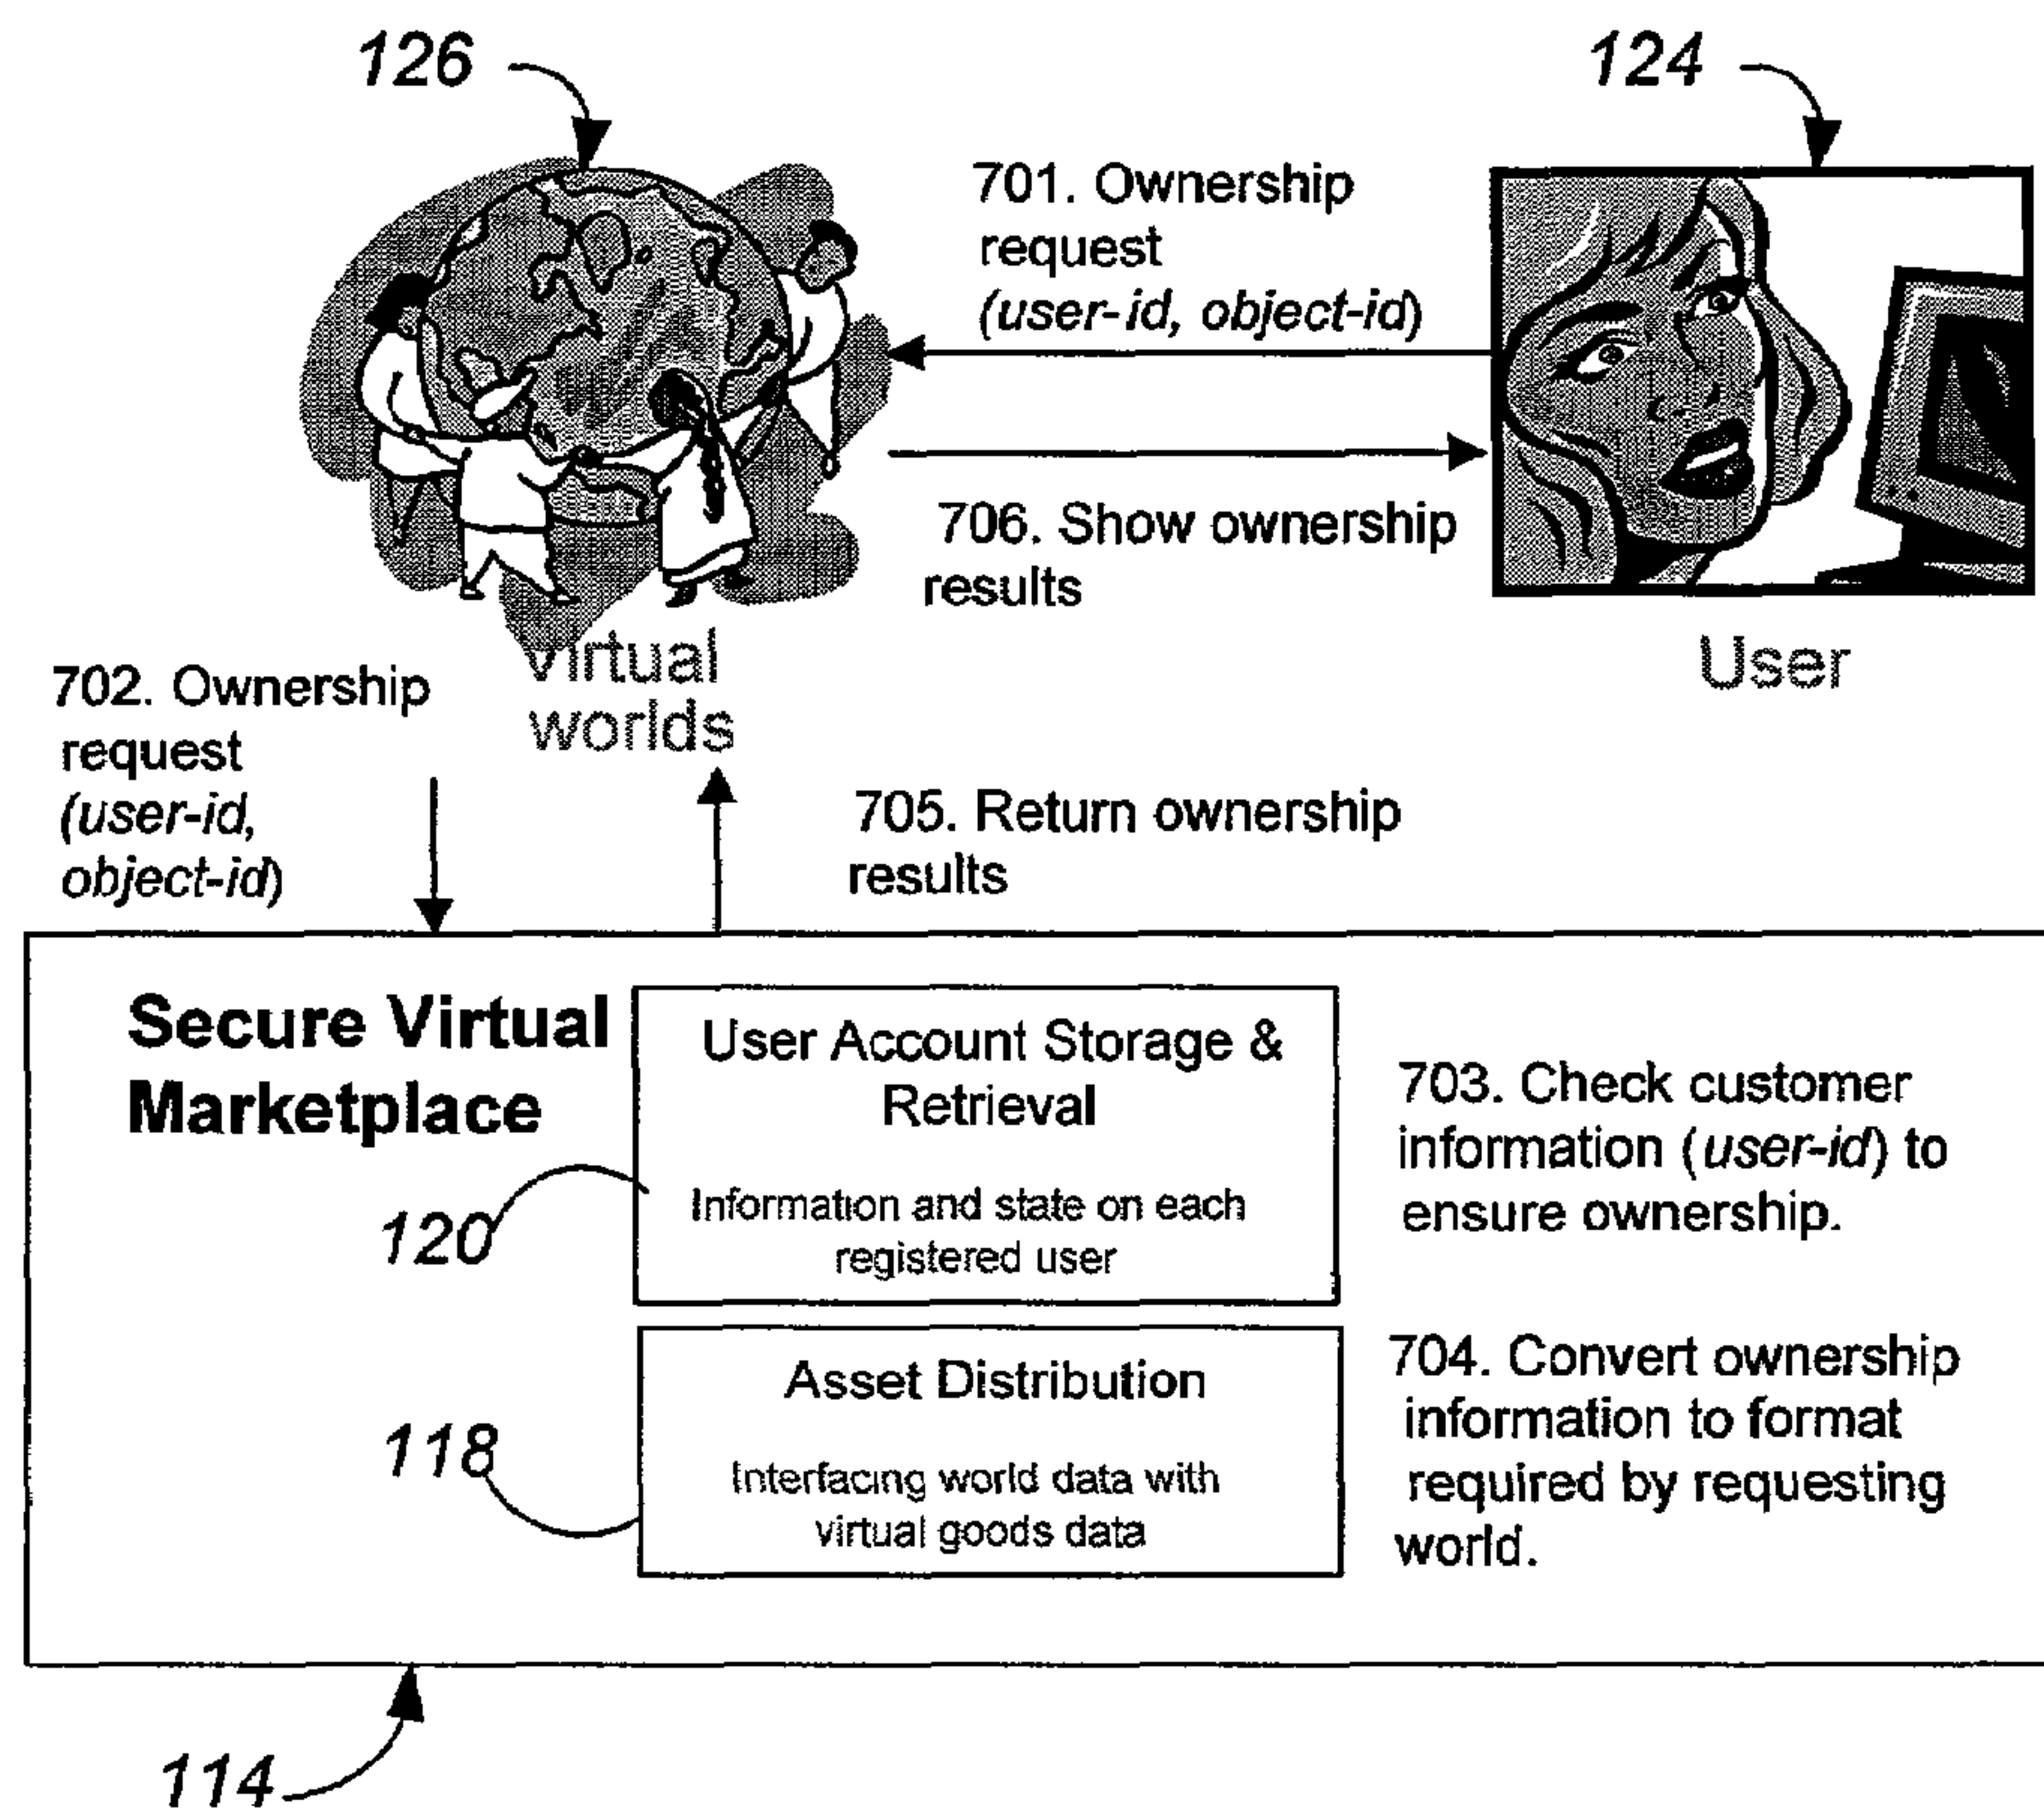 126
124
701. Ownership
request
(user-id, object-id)
706. Show ownership
results
Virtual
worlds
User
702. Ownership
request
(user-id,
object-id)
705. Return ownership
results
Secure Virtual
Marketplace
User Account Storage &
Retrieval
Information and state on each
registered user
120
703. Check customer
information (user-id) to
ensure ownership.
Asset Distribution
Interfacing world data with
virtual goods data
118
704. Convert ownership
information to format
required by requesting
world.
114